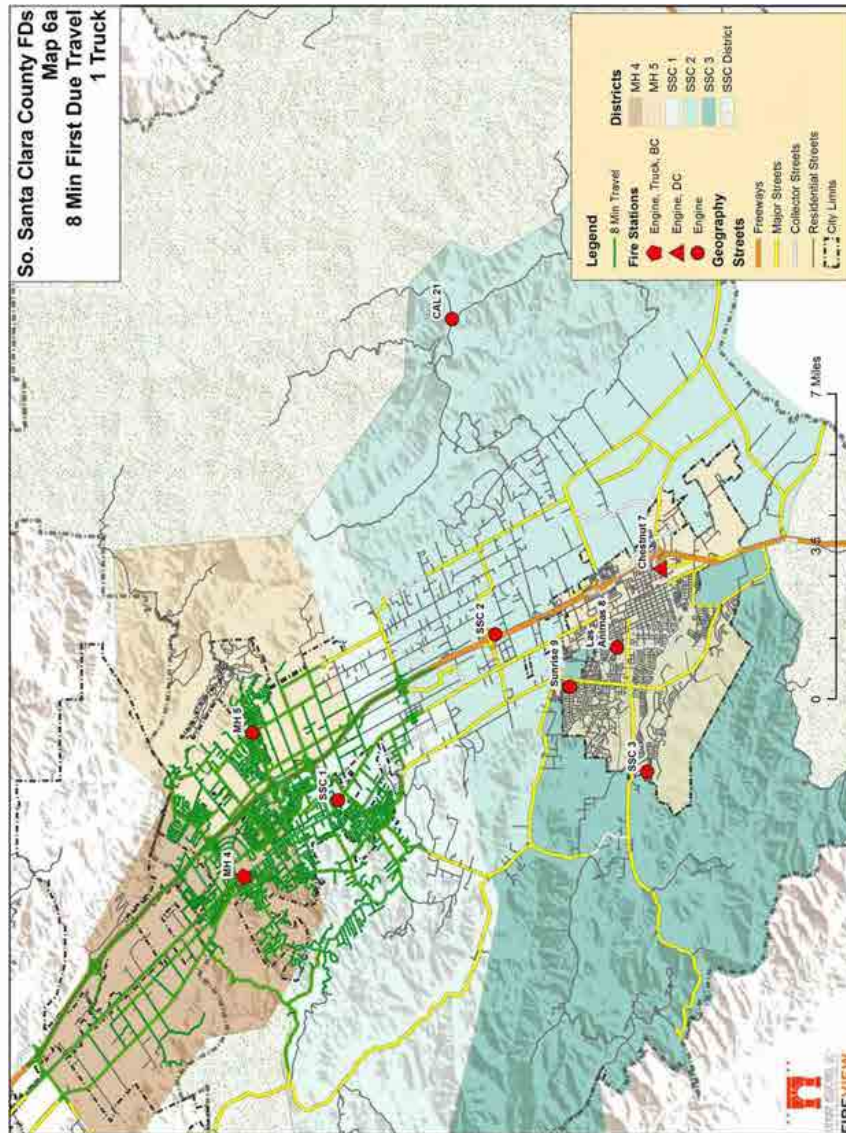 So. Santa Clara County FDs
Map 6a
8 Min First Due Travel
1 Truck
CAL 21
MH 5
MH 4
SSC 1
SSC 2
Sunrise 9
Las
Animas 8
Chestnut 7
SSC 3
Legend
8 Min Travel
Fire Stations
Engine, Truck, BC
Engine, DC
Engine
Geography
Streets
Freeways
Major Streets
Collector Streets
Residential Streets
City Limits
Districts
MH 4
MH 5
SSC 1
SSC 2
SSC 3
SSC District
0
3.5
7 Miles
FIREVIEW